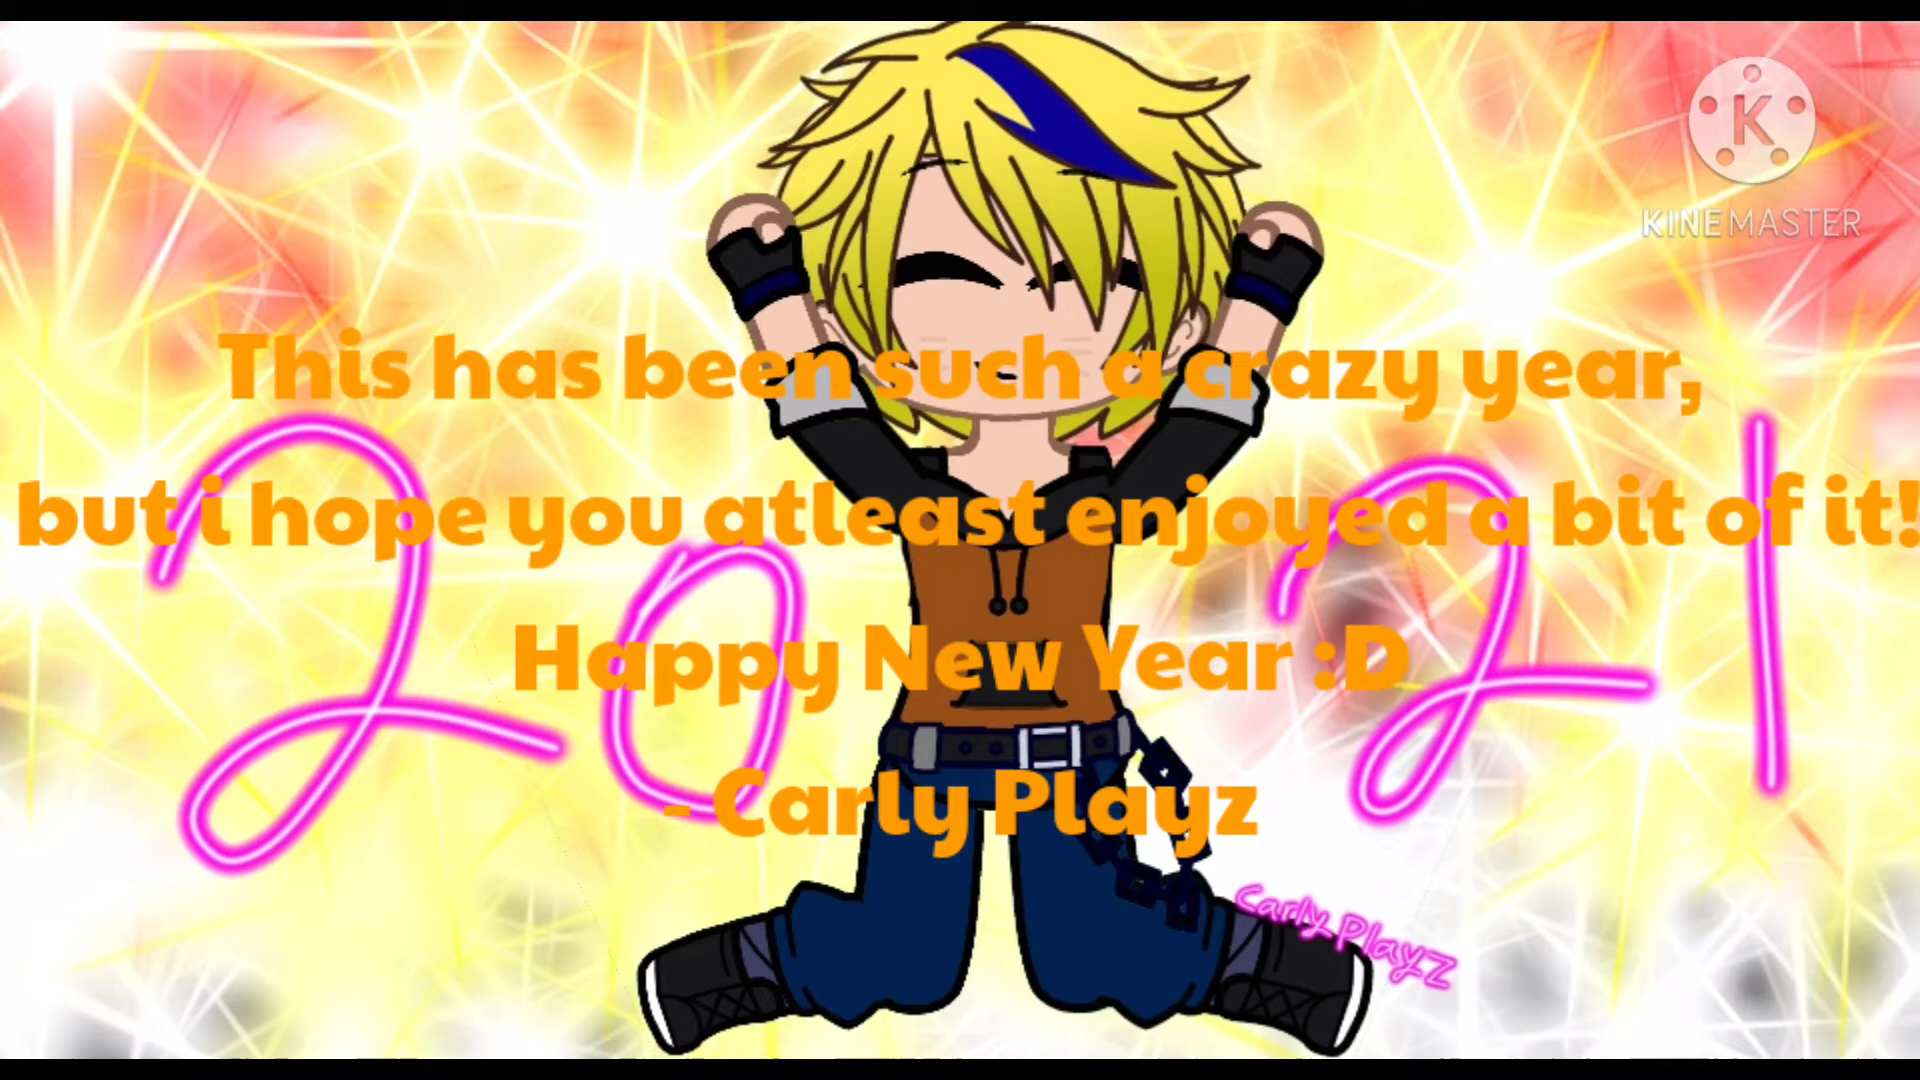 K
KINEMASTER
This has been such a crazy year,
but i hope you atleast enjoyed a bit of it!
Happy New Year :D
- Carly Playz
2021
Carly PlayZ